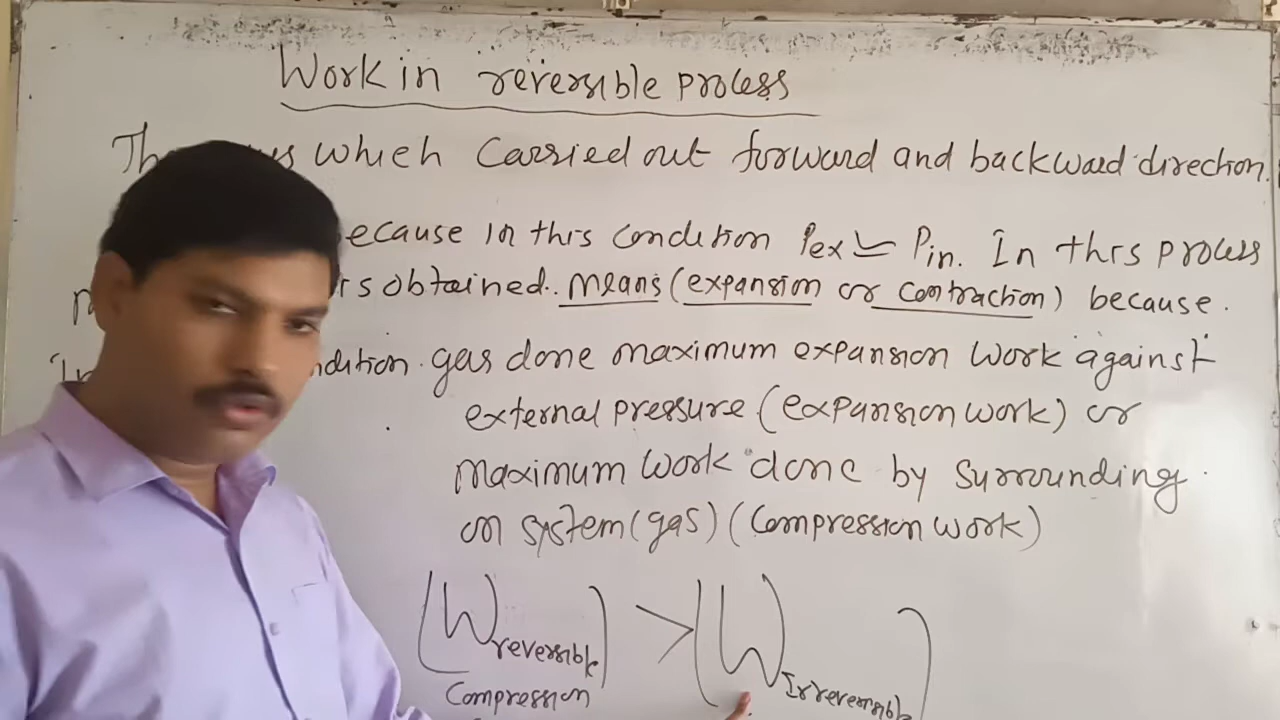 Work in reversible process
which carried out forward and backward direction.
ecause in this condition Pex ≃ Pin. In this process
is obtained. means (expansion or contraction) because.
In ndition. gas done maximum expansion work against
external pressure (expansion work) or
maximum work done by surrounding.
on system (gas) (Compression work)
(W reversible) > (W Irreversible)
Compression